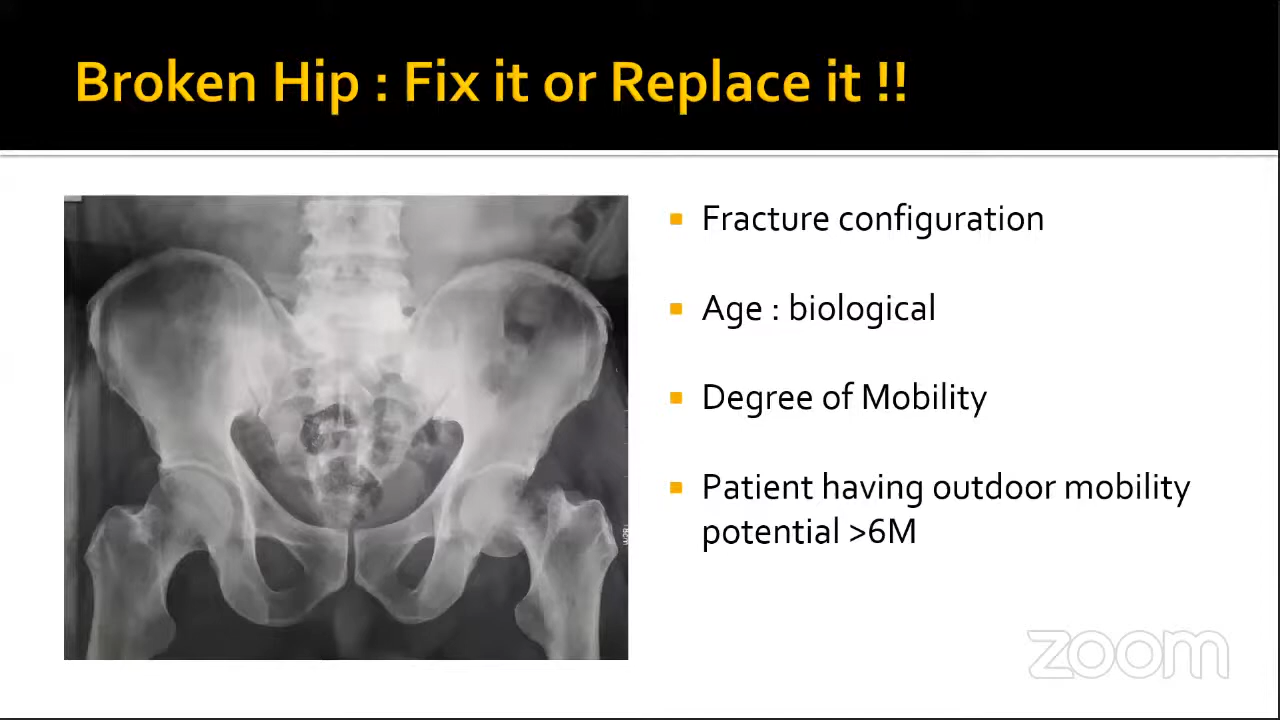 Broken Hip : Fix it or Replace it !!
Fracture configuration
Age : biological
Degree of Mobility
Patient having outdoor mobility
potential >6M
zoom